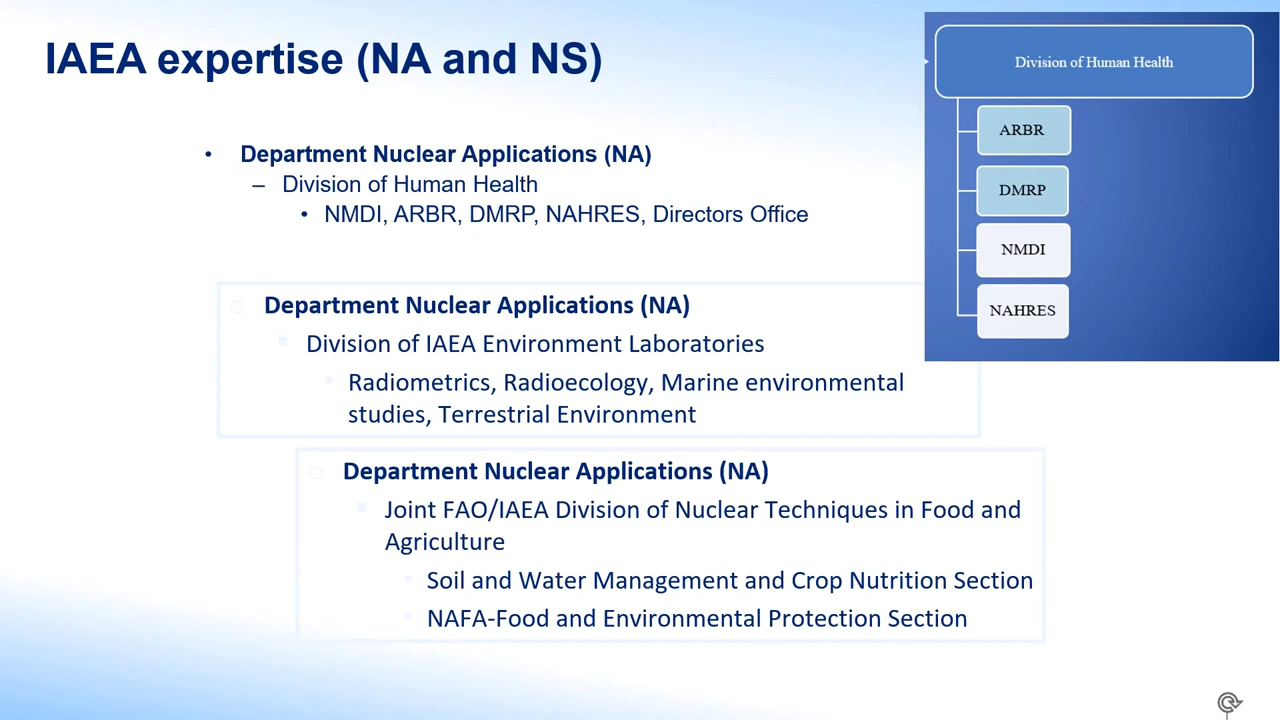 IAEA expertise (NA and NS)
• Department Nuclear Applications (NA)
– Division of Human Health
• NMDI, ARBR, DMRP, NAHRES, Directors Office
Department Nuclear Applications (NA)
Division of IAEA Environment Laboratories
Radiometrics, Radioecology, Marine environmental
studies, Terrestrial Environment
Department Nuclear Applications (NA)
Joint FAO/IAEA Division of Nuclear Techniques in Food and
Agriculture
Soil and Water Management and Crop Nutrition Section
NAFA-Food and Environmental Protection Section
Division of Human Health
ARBR
DMRP
NMDI
NAHRES